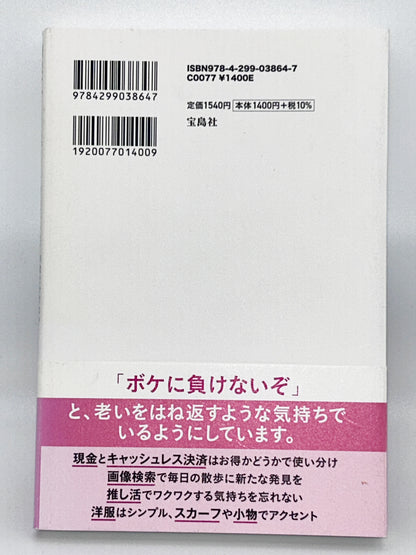 ISBN978-4-299-03864-7
C0077 ¥1400E
9784299038647
定価1540円 本体1400円+税10%
宝島社
1920077014009
「ボケに負けないぞ」
と、老いをはね返すような気持ちで
いるようにしています。
現金とキャッシュレス決済はお得かどうかで使い分け
画像検索で毎日の散歩に新たな発見を
推し活でワクワクする気持ちを忘れない
洋服はシンプル、スカーフや小物でアクセント